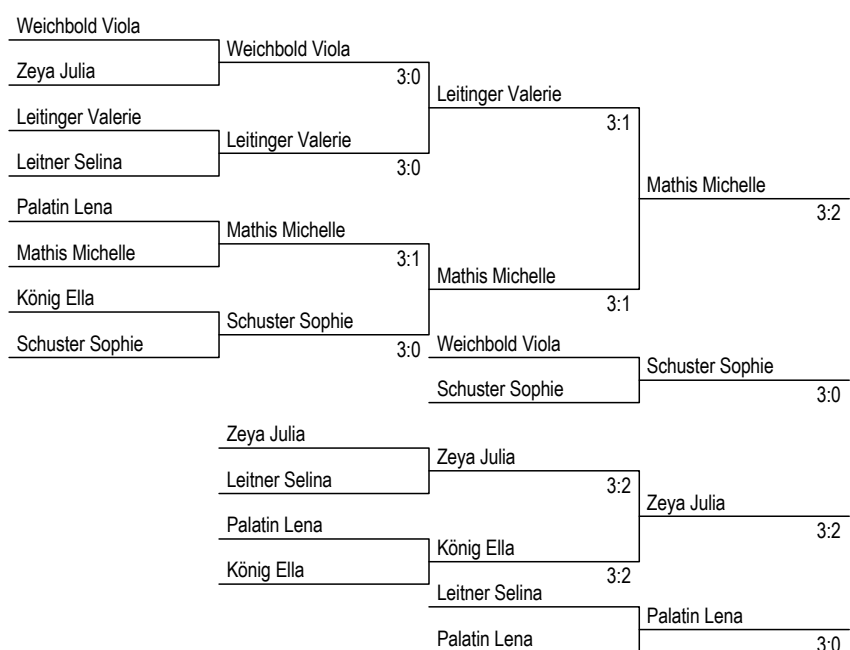 Weichbold Viola
Weichbold Viola
Zeya Julia
3:0
Leitinger Valerie
Leitinger Valerie
3:1
Leitinger Valerie
Leitner Selina
3:0
Mathis Michelle
3:2
Palatin Lena
Mathis Michelle
Mathis Michelle
3:1
Mathis Michelle
3:1
König Ella
Schuster Sophie
Schuster Sophie
3:0
Weichbold Viola
Schuster Sophie
3:0
Schuster Sophie
Zeya Julia
Zeya Julia
Leitner Selina
3:2
Zeya Julia
3:2
Palatin Lena
König Ella
König Ella
3:2
Leitner Selina
Palatin Lena
Palatin Lena
3:0